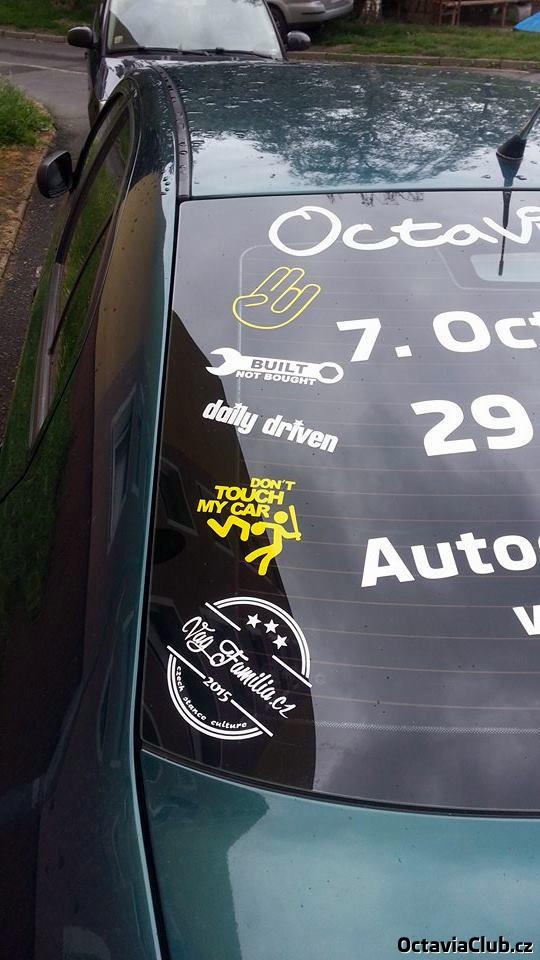 Octavi
7. Oct
BUILT
NOT BOUGHT
daily driven
29
DON'T
TOUCH
MY CAR
Auto
Vag Familia.cz
2015
czech stance culture
OctaviaClub.cz